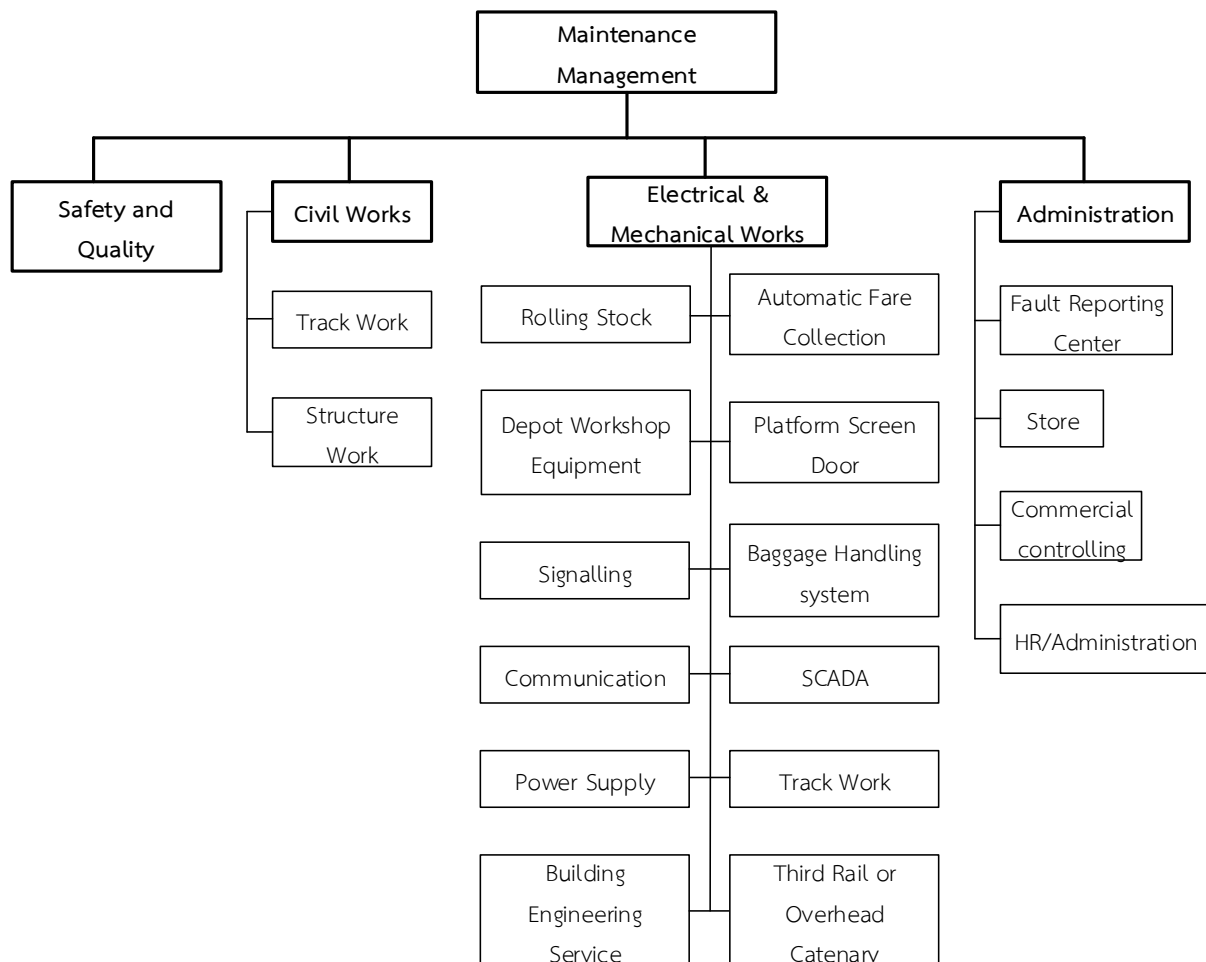 Maintenance
Management
Safety and
Quality
Civil Works
Electrical &
Mechanical Works
Administration
Track Work
Structure
Work
Rolling Stock
Automatic Fare
Collection
Depot Workshop
Equipment
Platform Screen
Door
Signalling
Baggage Handling
system
Communication
SCADA
Power Supply
Track Work
Building
Engineering
Service
Third Rail or
Overhead
Catenary
Fault Reporting
Center
Store
Commercial
controlling
HR/Administration